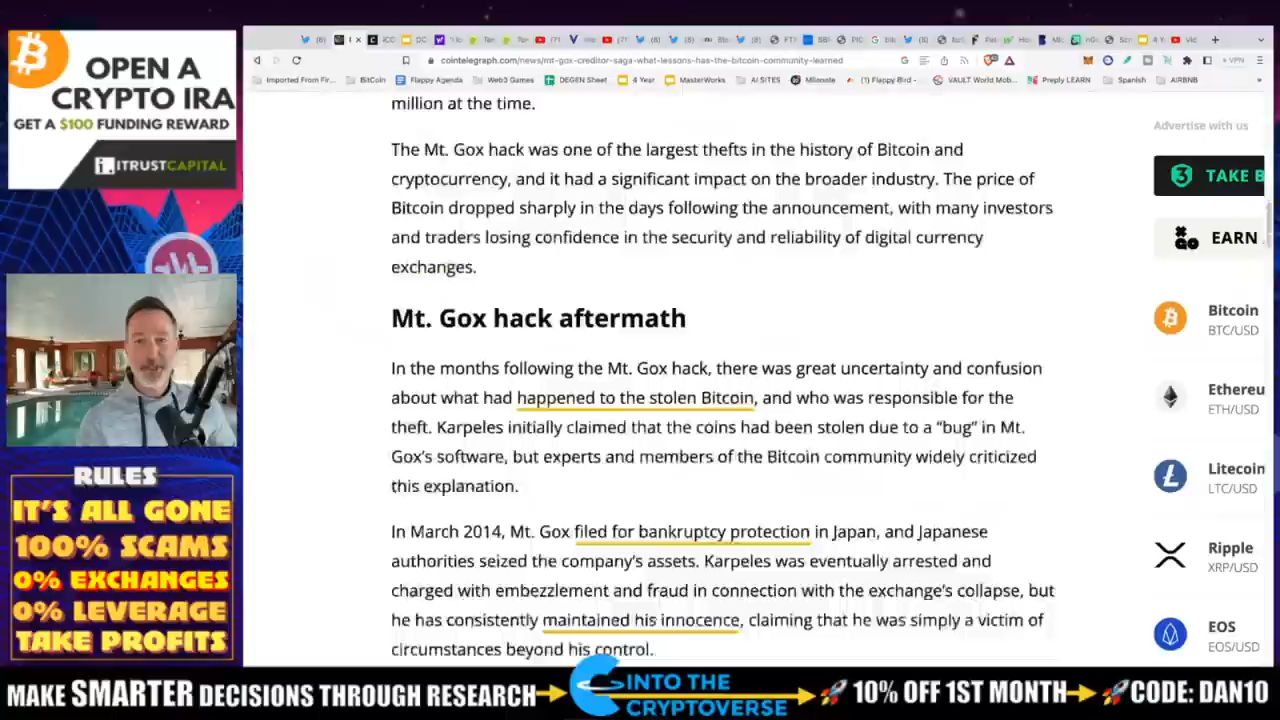 OPEN A
CRYPTO IRA
GET A $100 FUNDING REWARD
ITRUSTCAPITAL
RULES
IT'S ALL GONE
100% SCAMS
0% EXCHANGES
0% LEVERAGE
TAKE PROFITS
cointelegraph.com/news/mt-gox-creditor-saga-what-lessons-has-the-bitcoin-community-learned
VPN
Imported From Fir... BitCoin Flappy Agenda Web3 Games DEGEN Sheet 4 Year MasterWorks AI SITES Milonote (1) Flappy Bird - VAULT World Mob... Preply LEARN Spanish AIRBNB
million at the time.
The Mt. Gox hack was one of the largest thefts in the history of Bitcoin and
cryptocurrency, and it had a significant impact on the broader industry. The price of
Bitcoin dropped sharply in the days following the announcement, with many investors
and traders losing confidence in the security and reliability of digital currency
exchanges.
Mt. Gox hack aftermath
In the months following the Mt. Gox hack, there was great uncertainty and confusion
about what had happened to the stolen Bitcoin, and who was responsible for the
theft. Karpeles initially claimed that the coins had been stolen due to a “bug” in Mt.
Gox’s software, but experts and members of the Bitcoin community widely criticized
this explanation.
In March 2014, Mt. Gox filed for bankruptcy protection in Japan, and Japanese
authorities seized the company’s assets. Karpeles was eventually arrested and
charged with embezzlement and fraud in connection with the exchange’s collapse, but
he has consistently maintained his innocence, claiming that he was simply a victim of
circumstances beyond his control.
Advertise with us
TAKE B
EARN
Bitcoin
BTC/USD
Ethereu
ETH/USD
Litecoin
LTC/USD
Ripple
XRP/USD
EOS
EOS/USD
MAKE SMARTER DECISIONS THROUGH RESEARCH
INTO THE
CRYPTOVERSE
10% OFF 1ST MONTH
CODE: DAN10